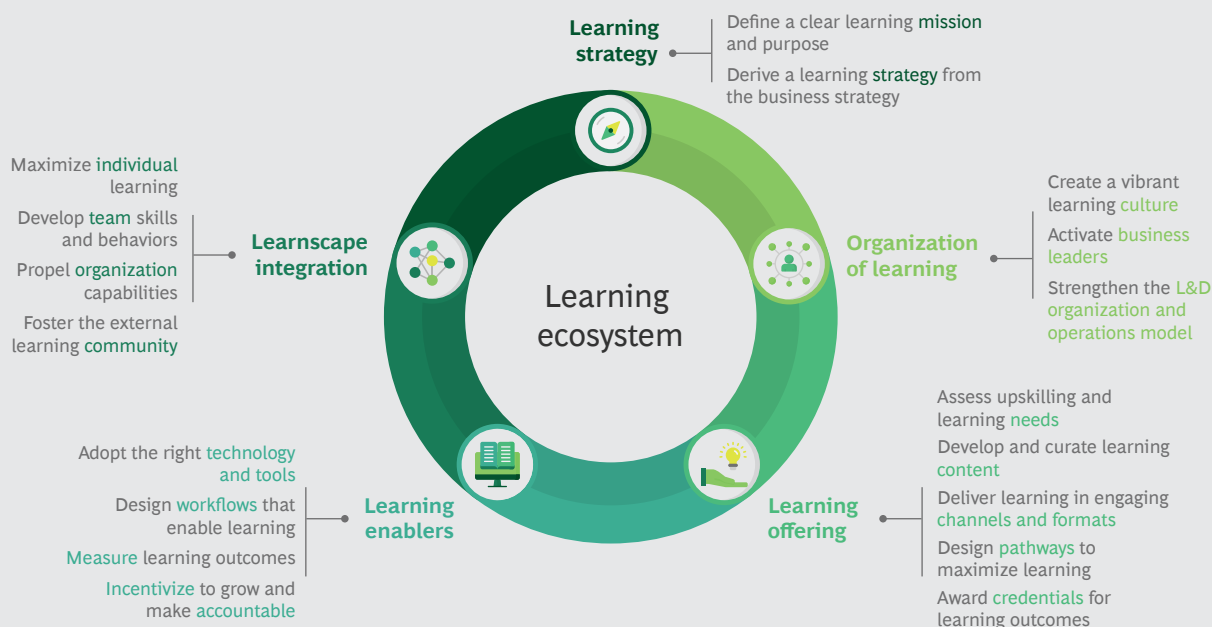 Learning
strategy
Define a clear learning mission
and purpose
Derive a learning strategy from
the business strategy
Organization
of learning
Create a vibrant
learning culture
Activate business
leaders
Strengthen the L&D
organization and
operations model
Learning
offering
Assess upskilling and
learning needs
Develop and curate learning
content
Deliver learning in engaging
channels and formats
Design pathways to
maximize learning
Award credentials for
learning outcomes
Learning
enablers
Adopt the right technology
and tools
Design workflows that
enable learning
Measure learning outcomes
Incentivize to grow and
make accountable
Learnscape
integration
Maximize individual
learning
Develop team skills
and behaviors
Propel organization
capabilities
Foster the external
learning community
Learning
ecosystem